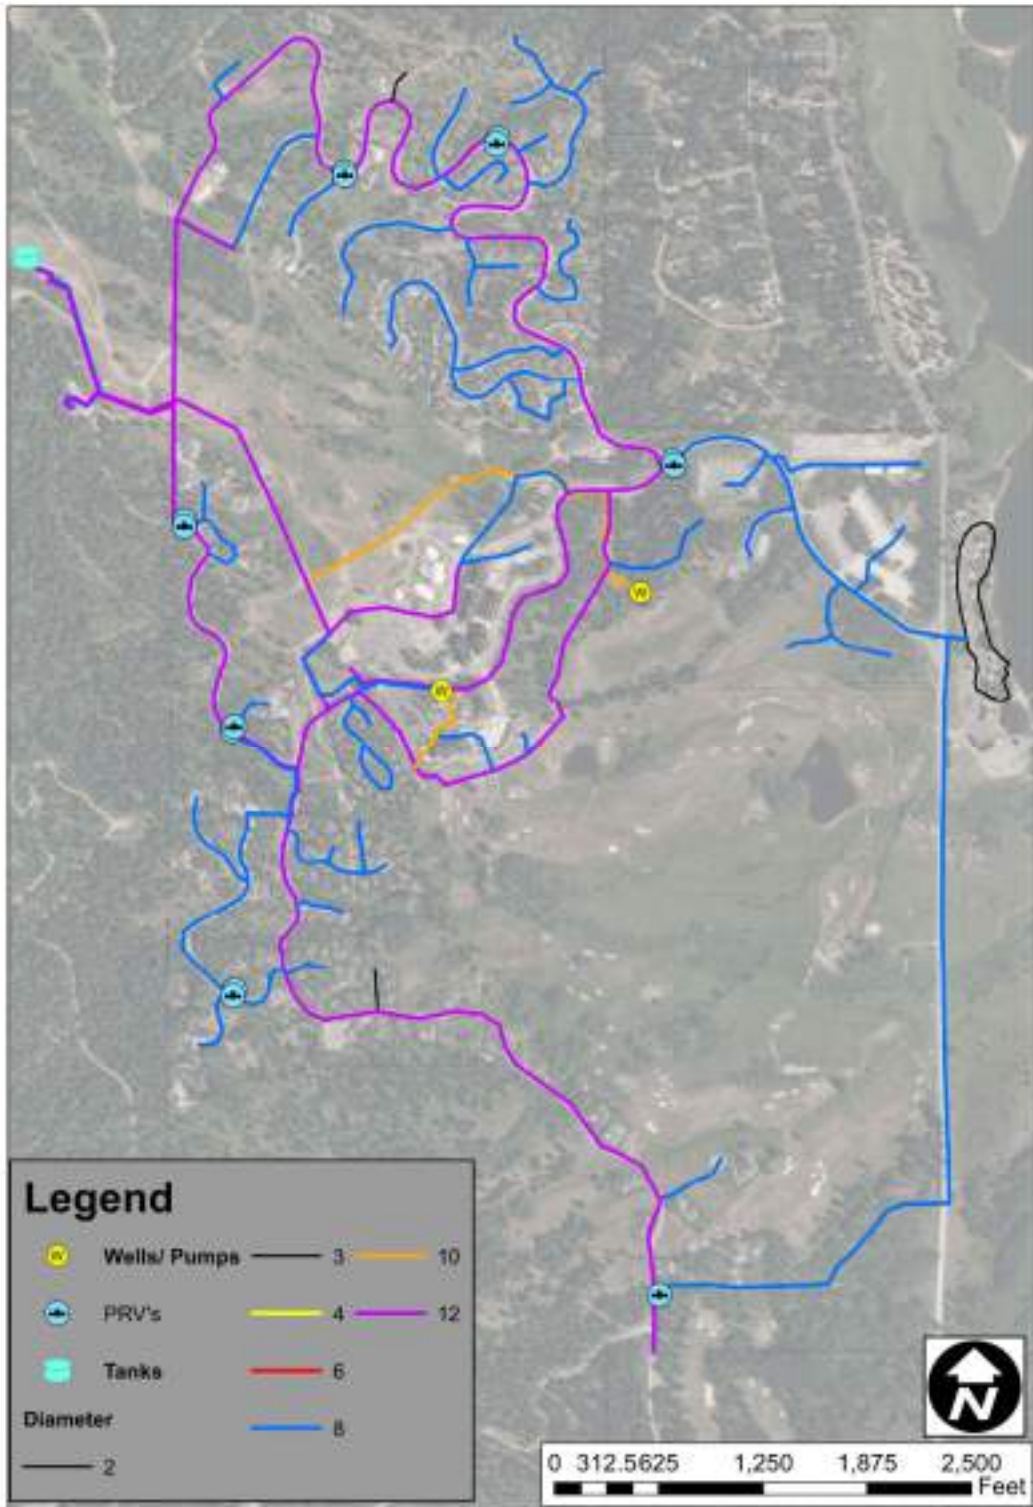 W
W
Legend
W Wells/ Pumps 3 10
PRV's 4 12
Tanks 6
Diameter 8
2
N
0 312.5625 1,250 1,875 2,500
Feet